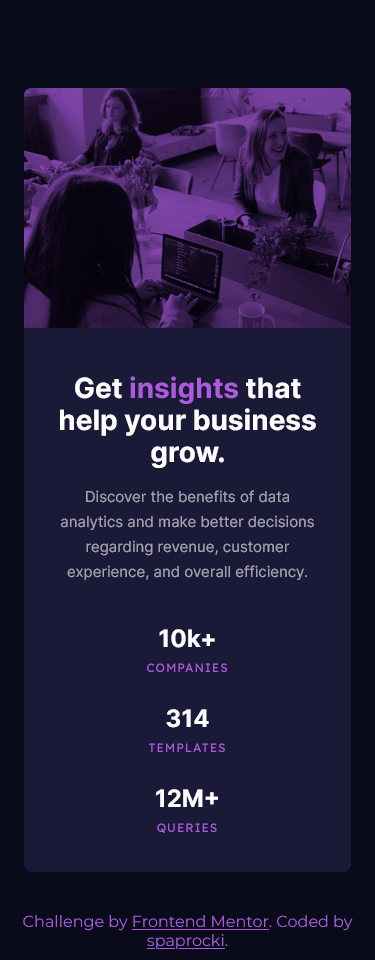 Get insights that
help your business
grow.
Discover the benefits of data
analytics and make better decisions
regarding revenue, customer
experience, and overall efficiency.
10k+
COMPANIES
314
TEMPLATES
12M+
QUERIES
Challenge by Frontend Mentor. Coded by
spaprocki.